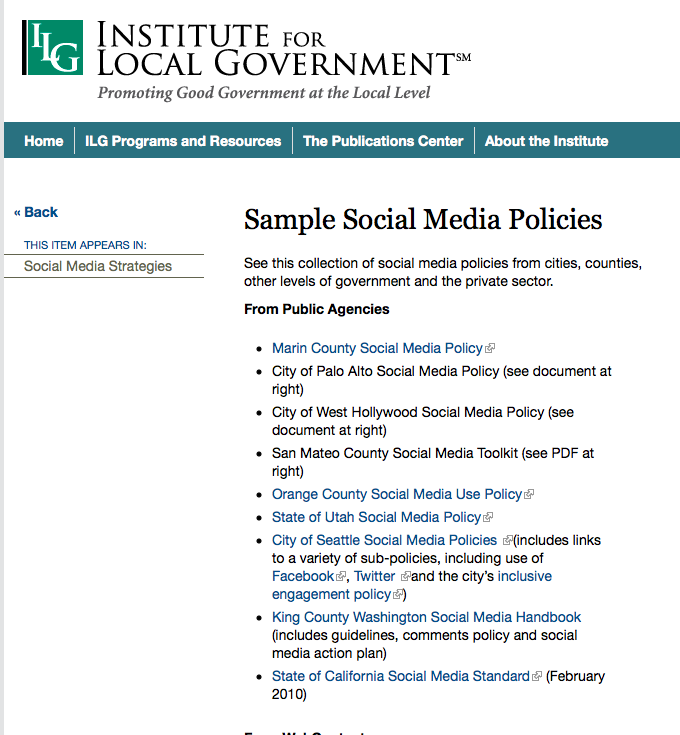 ILG
INSTITUTE FOR
LOCAL GOVERNMENT℠
Promoting Good Government at the Local Level
Home
ILG Programs and Resources
The Publications Center
About the Institute
« Back
THIS ITEM APPEARS IN:
Social Media Strategies
Sample Social Media Policies
See this collection of social media policies from cities, counties,
other levels of government and the private sector.
From Public Agencies
• Marin County Social Media Policy
• City of Palo Alto Social Media Policy (see document at
right)
• City of West Hollywood Social Media Policy (see
document at right)
• San Mateo County Social Media Toolkit (see PDF at
right)
• Orange County Social Media Use Policy
• State of Utah Social Media Policy
• City of Seattle Social Media Policies (includes links
to a variety of sub-policies, including use of
Facebook, Twitter and the city's inclusive
engagement policy)
• King County Washington Social Media Handbook
(includes guidelines, comments policy and social
media action plan)
• State of California Social Media Standard (February
2010)